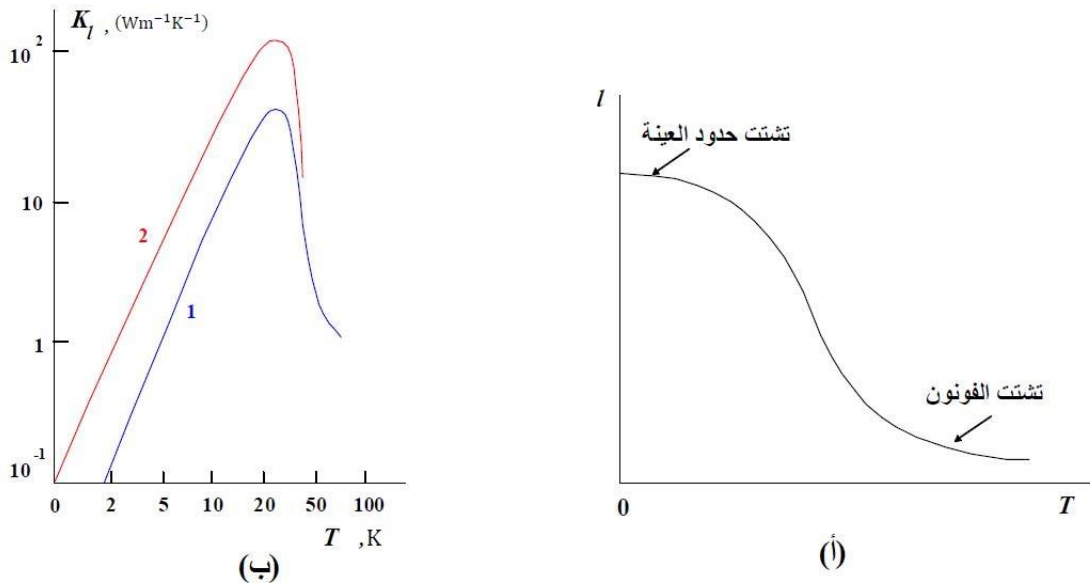 l
تشتت حدود العينة
تشتت الفونون
0
T
(أ)
K_l , (Wm⁻¹K⁻¹)
10²
10
1
10⁻¹
2
1
0 2 5 10 20 50 100
T ,K
(ب)